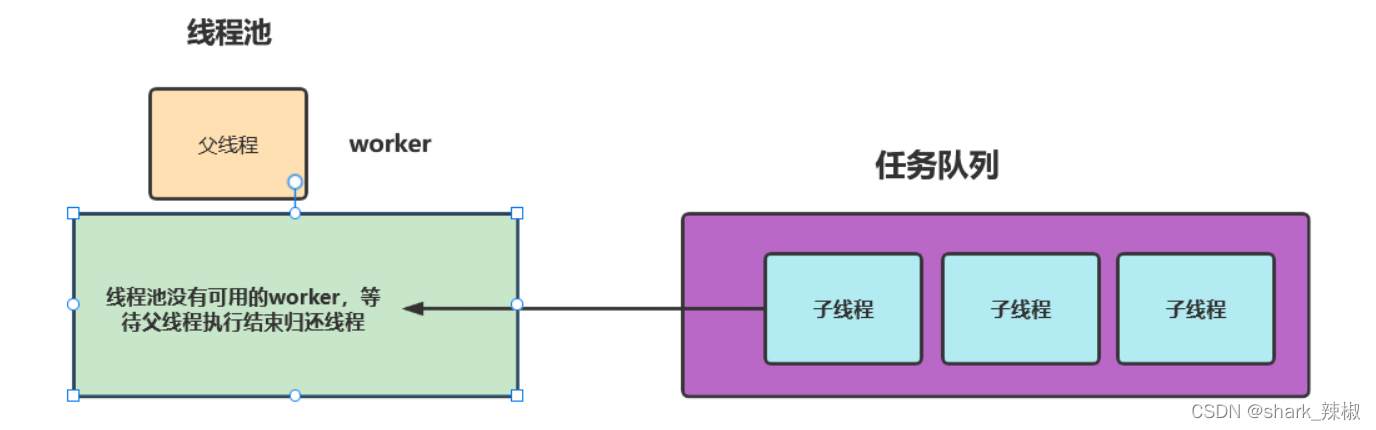 线程池
父线程
worker
任务队列
线程池没有可用的worker，等
待父线程执行结束归还线程
子线程
子线程
子线程
CSDN @shark_辣椒